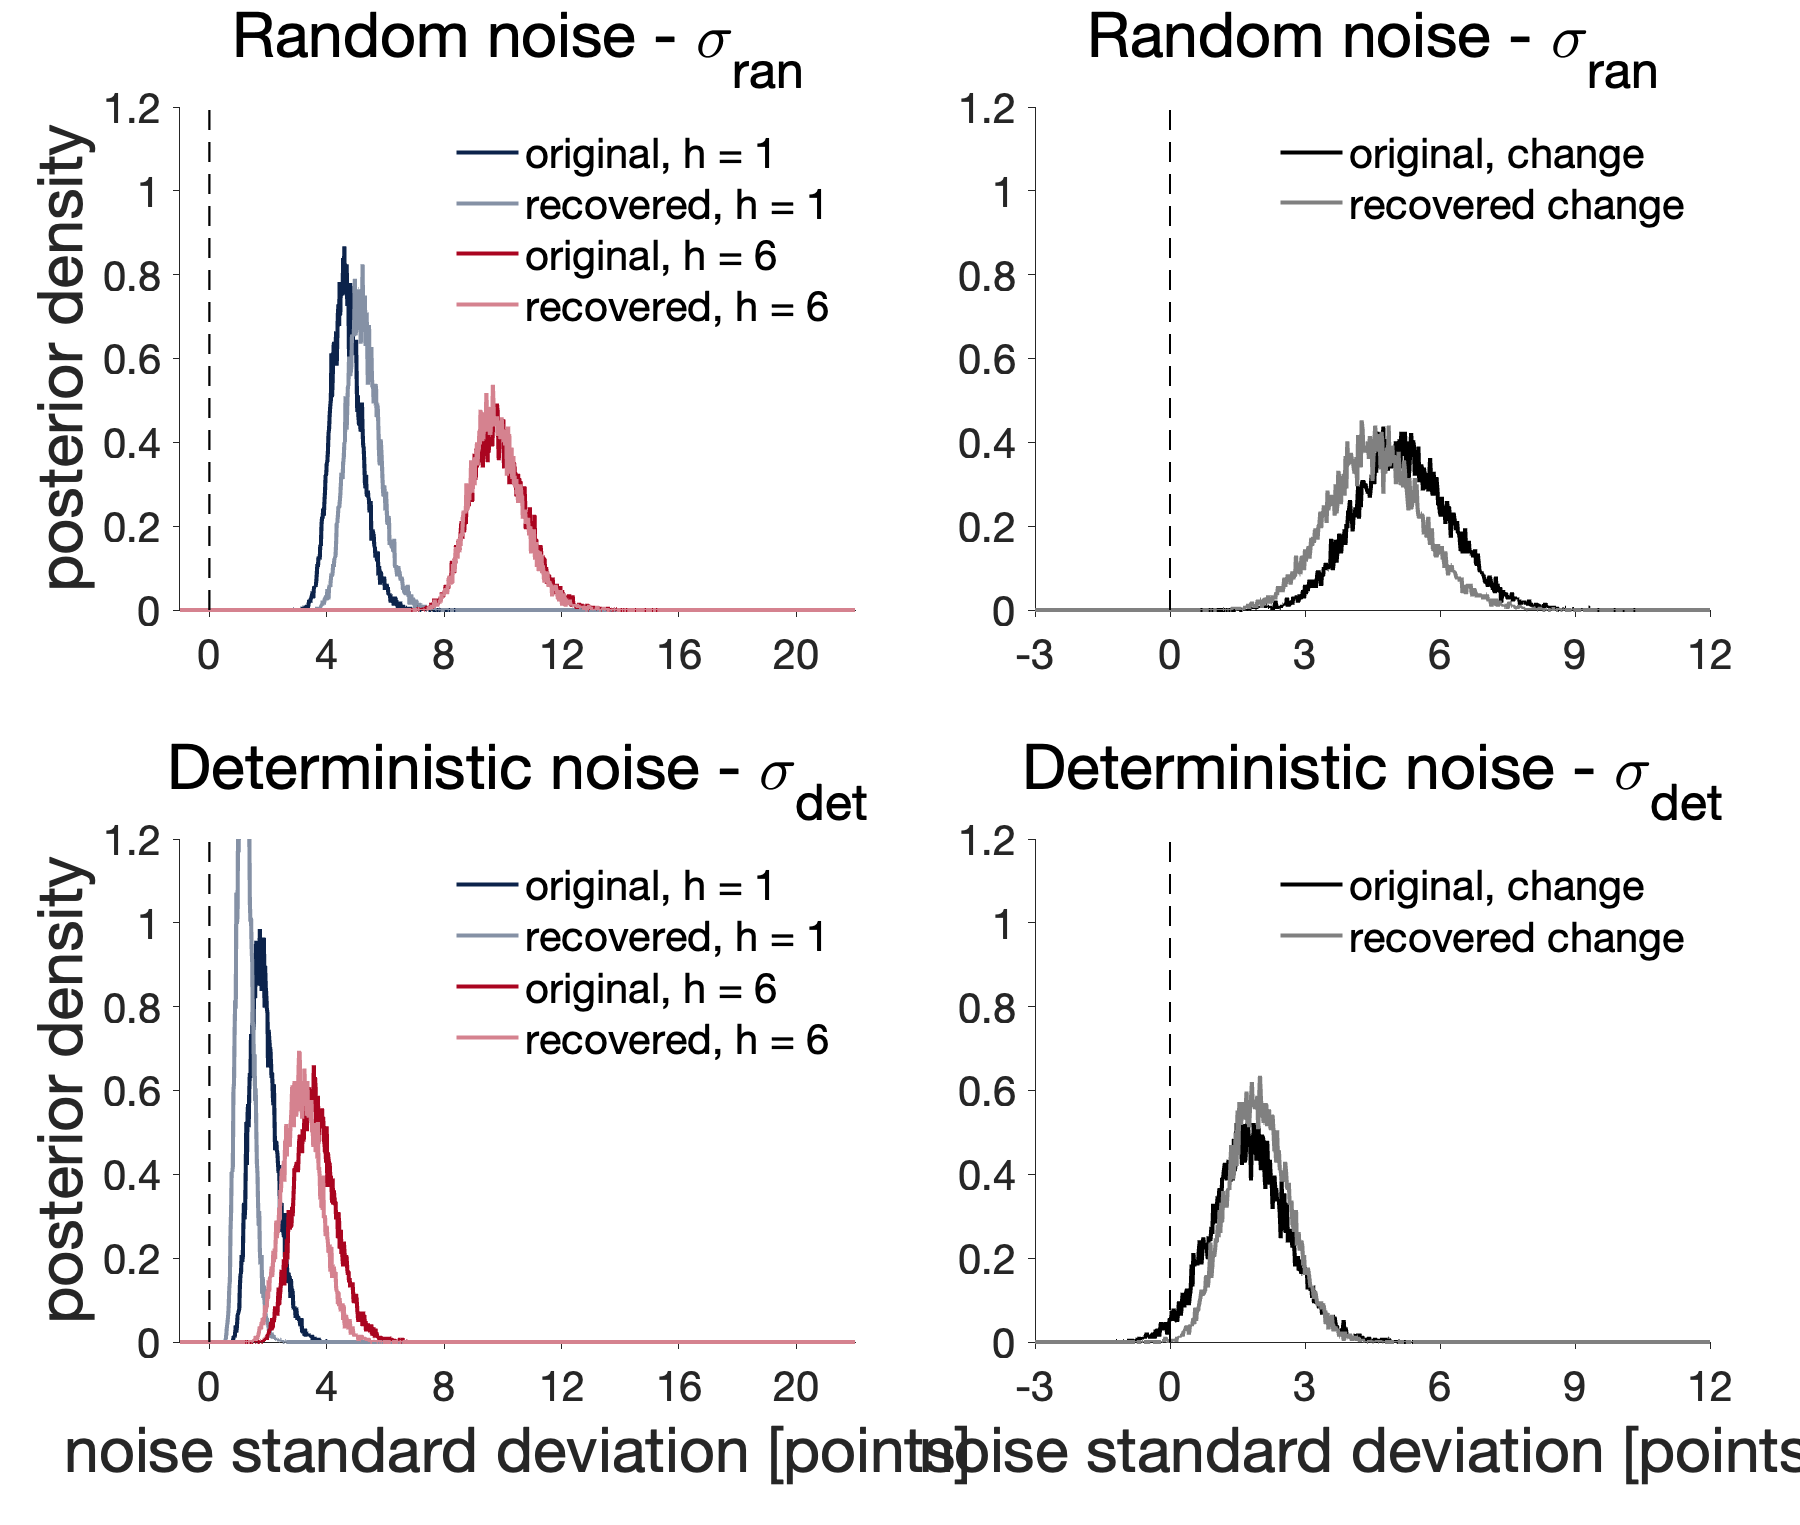 Random noise - σran
posterior density
1.2
1
0.8
0.6
0.4
0.2
0
original, h = 1
recovered, h = 1
original, h = 6
recovered, h = 6
0 4 8 12 16 20
Random noise - σran
1.2
1
0.8
0.6
0.4
0.2
0
original, change
recovered change
-3 0 3 6 9 12
Deterministic noise - σdet
posterior density
1.2
1
0.8
0.6
0.4
0.2
0
original, h = 1
recovered, h = 1
original, h = 6
recovered, h = 6
0 4 8 12 16 20
noise standard deviation [points]
Deterministic noise - σdet
1.2
1
0.8
0.6
0.4
0.2
0
original, change
recovered change
-3 0 3 6 9 12
noise standard deviation [points